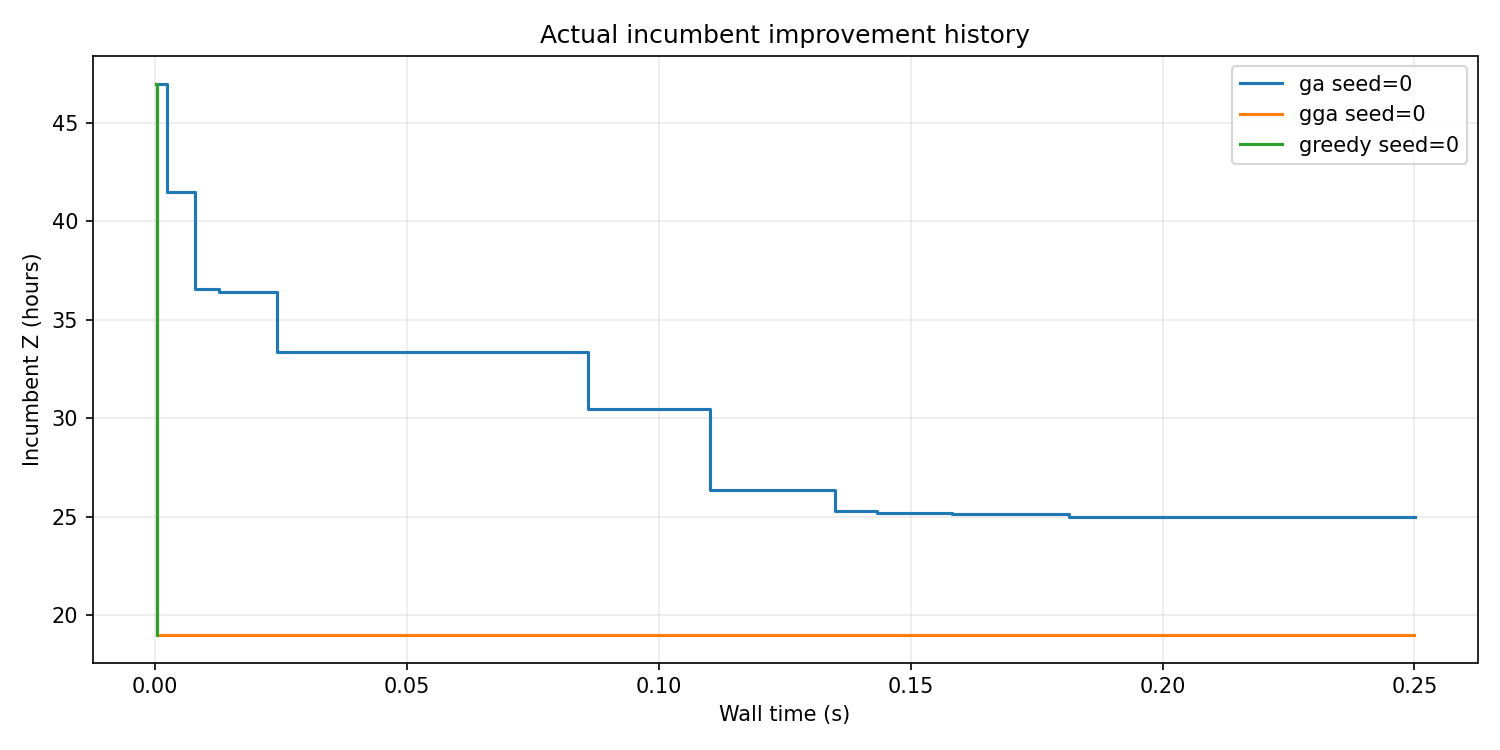 Actual incumbent improvement history
ga seed=0
gga seed=0
greedy seed=0
Incumbent Z (hours)
45
40
35
30
25
20
0.00
0.05
0.10
0.15
0.20
0.25
Wall time (s)